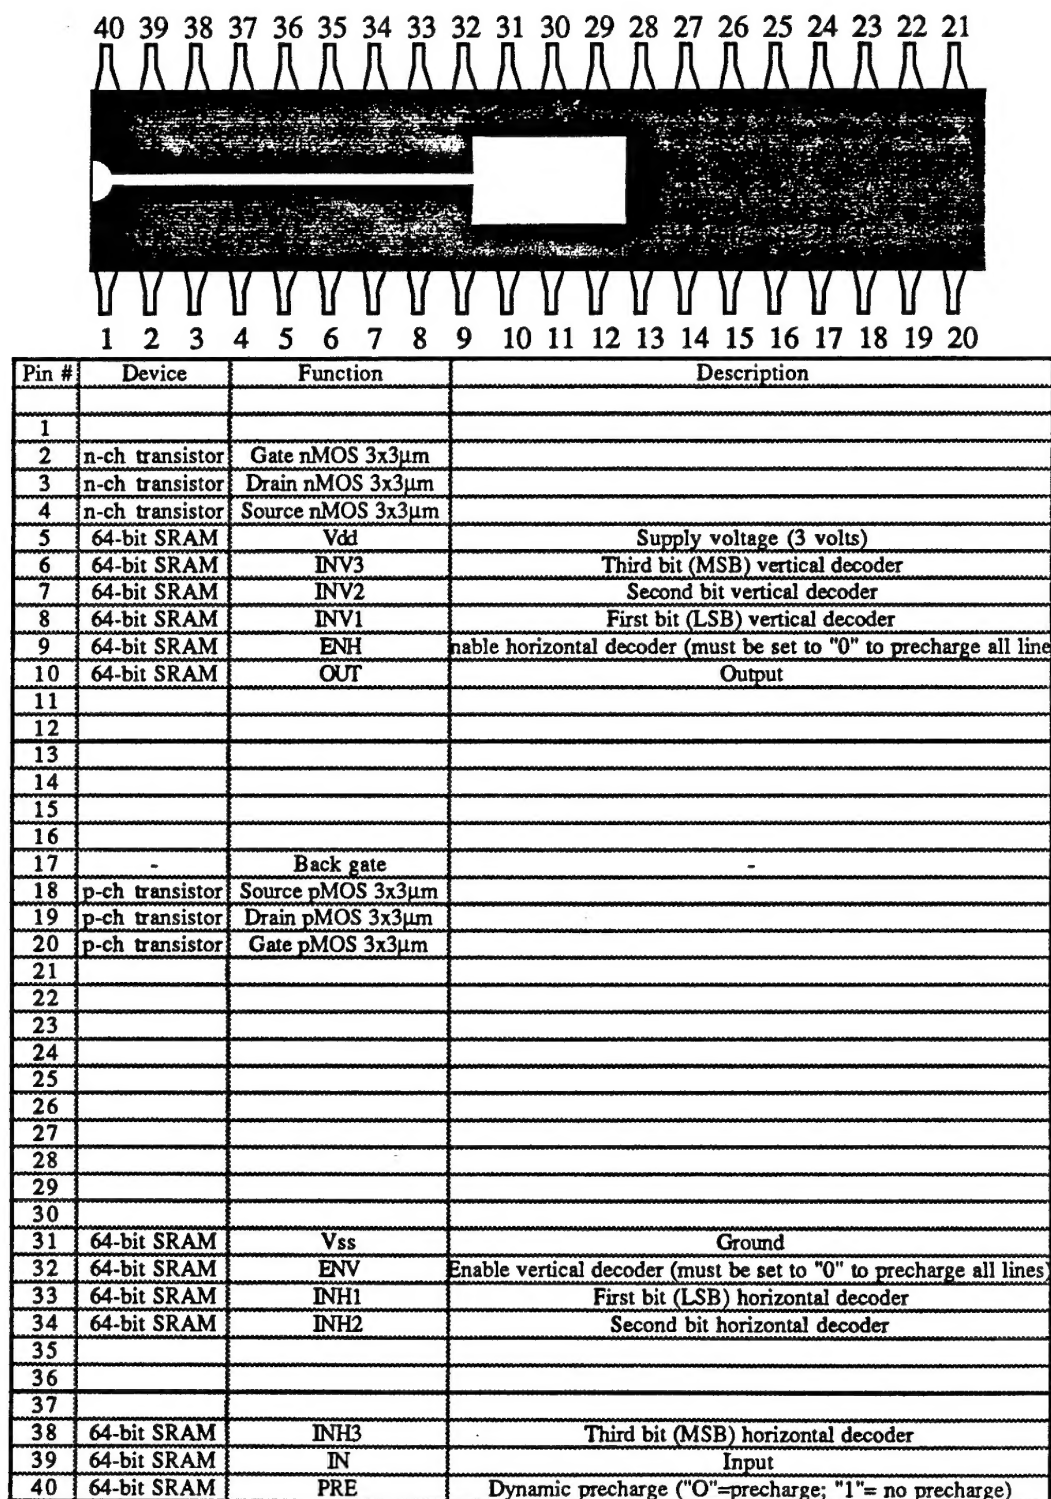 40 39 38 37 36 35 34 33 32 31 30 29 28 27 26 25 24 23 22 21
1 2 3 4 5 6 7 8 9 10 11 12 13 14 15 16 17 18 19 20
Pin # Device Function Description
1
2 n-ch transistor Gate nMOS 3x3µm
3 n-ch transistor Drain nMOS 3x3µm
4 n-ch transistor Source nMOS 3x3µm
5 64-bit SRAM Vdd Supply voltage (3 volts)
6 64-bit SRAM INV3 Third bit (MSB) vertical decoder
7 64-bit SRAM INV2 Second bit vertical decoder
8 64-bit SRAM INV1 First bit (LSB) vertical decoder
9 64-bit SRAM ENH nable horizontal decoder (must be set to "0" to precharge all line
10 64-bit SRAM OUT Output
11
12
13
14
15
16
17 - Back gate -
18 p-ch transistor Source pMOS 3x3µm
19 p-ch transistor Drain pMOS 3x3µm
20 p-ch transistor Gate pMOS 3x3µm
21
22
23
24
25
26
27
28
29
30
31 64-bit SRAM Vss Ground
32 64-bit SRAM ENV Enable vertical decoder (must be set to "0" to precharge all lines)
33 64-bit SRAM INH1 First bit (LSB) horizontal decoder
34 64-bit SRAM INH2 Second bit horizontal decoder
35
36
37
38 64-bit SRAM INH3 Third bit (MSB) horizontal decoder
39 64-bit SRAM IN Input
40 64-bit SRAM PRE Dynamic precharge ("O"=precharge; "1"= no precharge)